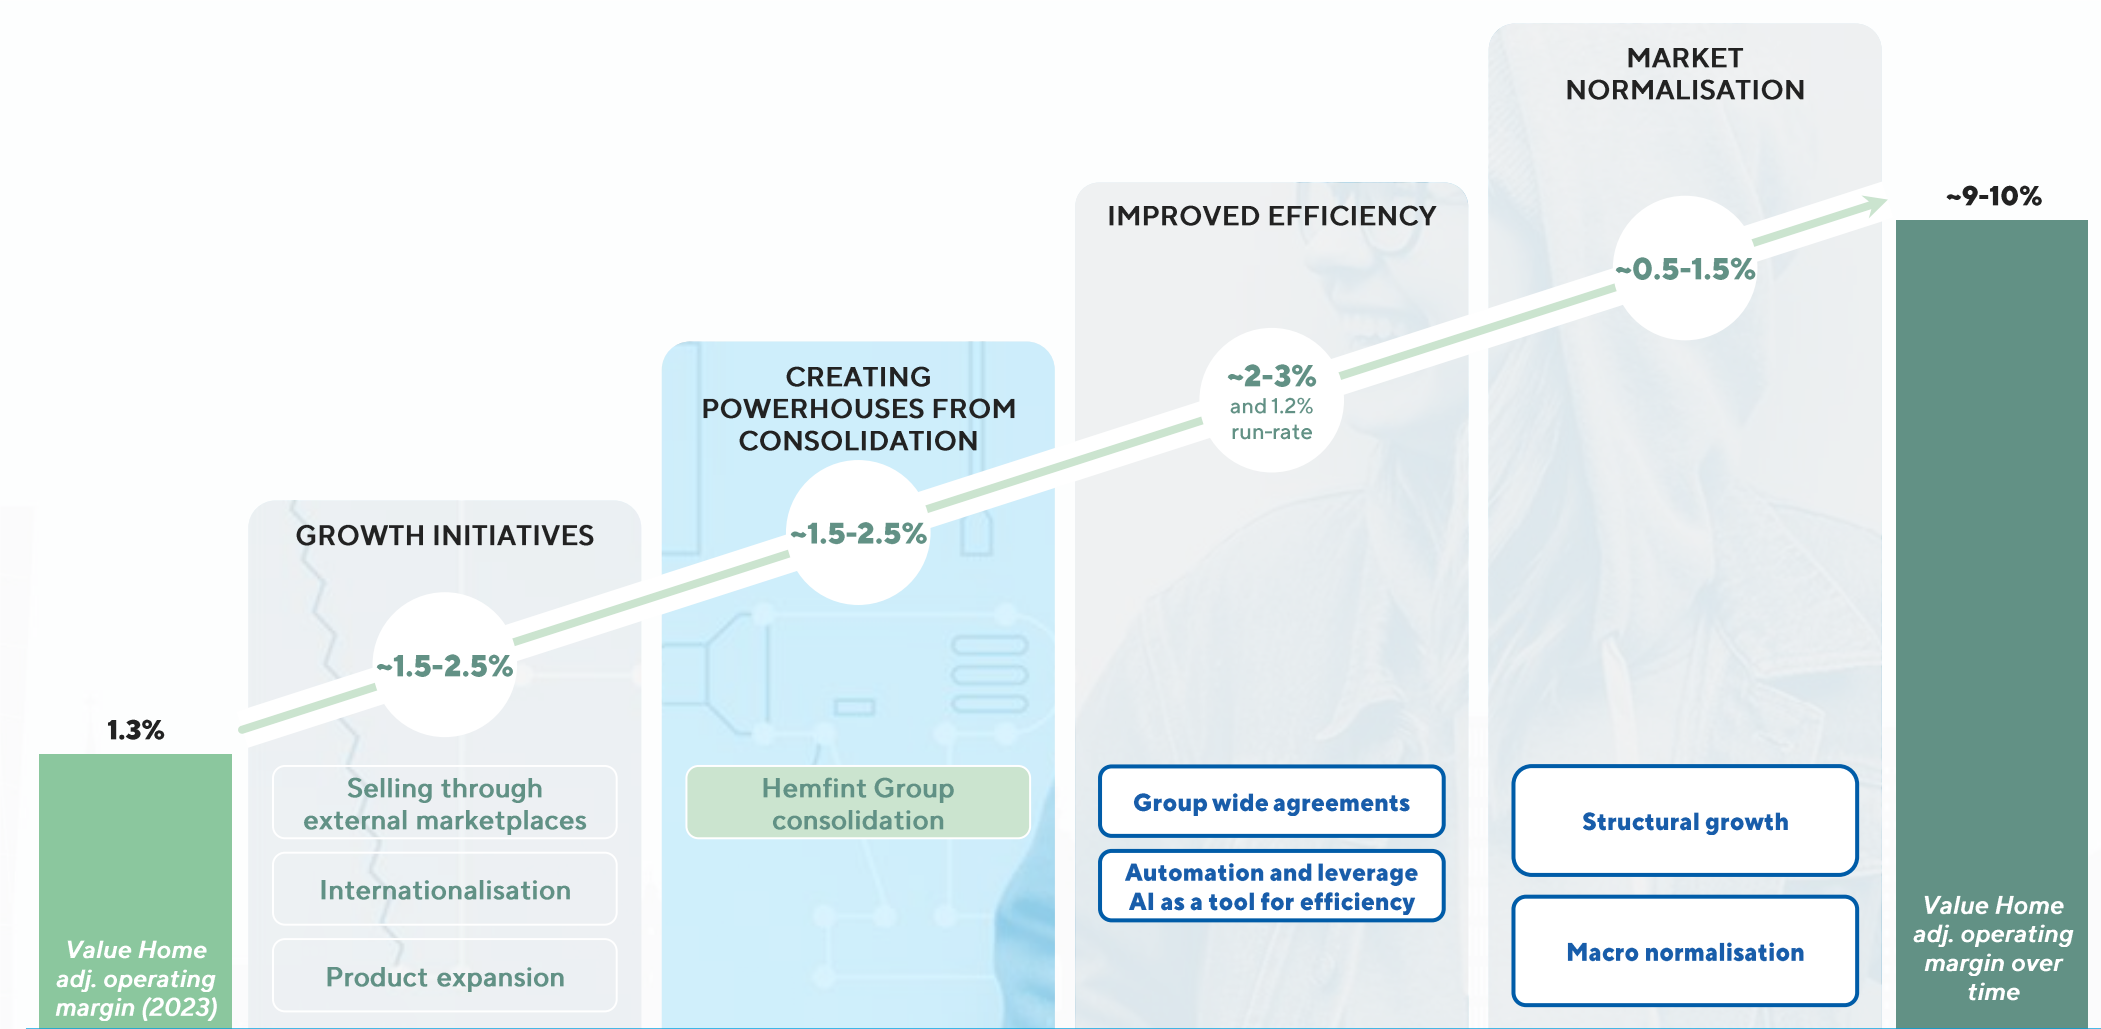 1.3%
Value Home
adj. operating
margin (2023)
GROWTH INITIATIVES
~1.5-2.5%
Selling through
external marketplaces
Internationalisation
Product expansion
CREATING
POWERHOUSES FROM
CONSOLIDATION
~1.5-2.5%
Hemfint Group
consolidation
IMPROVED EFFICIENCY
~2-3%
and 1.2%
run-rate
Group wide agreements
Automation and leverage
AI as a tool for efficiency
MARKET
NORMALISATION
~0.5-1.5%
Structural growth
Macro normalisation
~9-10%
Value Home
adj. operating
margin over
time